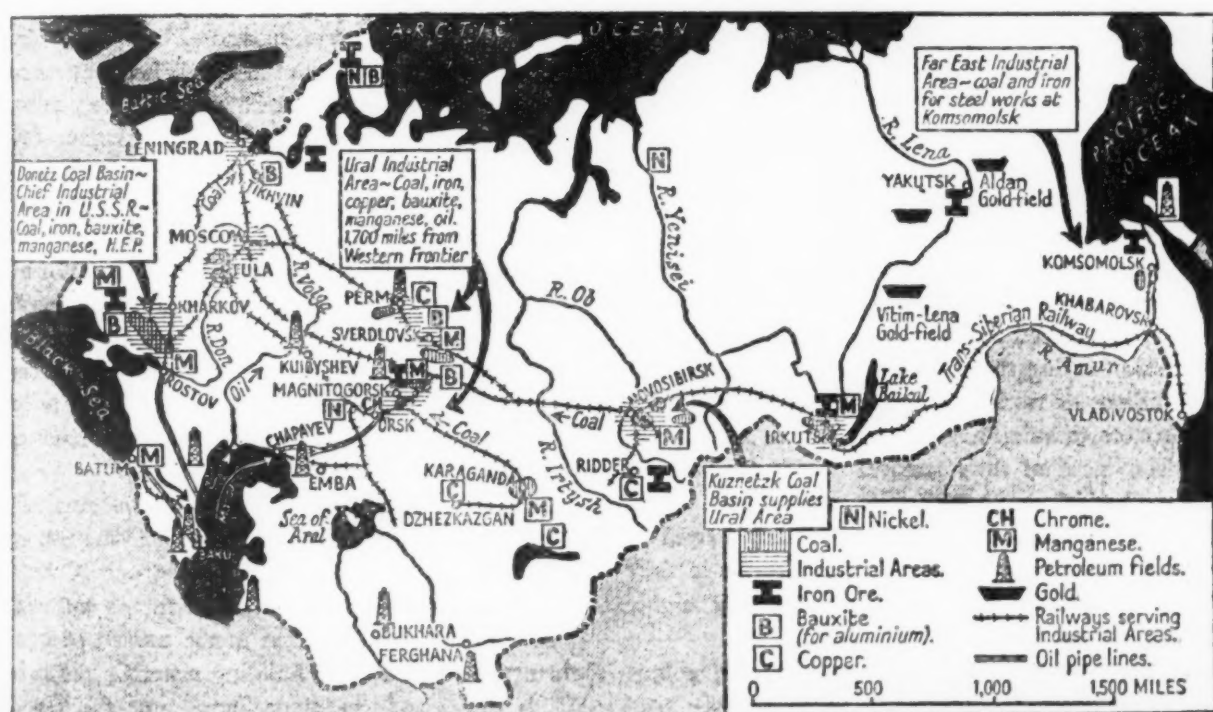 ARCTIC OCEAN
Baltic Sea
N B
LENINGRAD
B
TIKHVIN
Coal
Donetz Coal Basin~
Chief Industrial
Area in U.S.S.R.~
Coal, iron, bauxite,
manganese, H.E.P.
Ural Industrial
Area~Coal, iron,
copper, bauxite,
manganese, oil.
1,700 miles from
Western Frontier
Far East Industrial
Area~coal and iron
for steel works at
Komsomolsk
PACIFIC
OCEAN
N
R. Yenisei
R. Lena
YAKUTSK
Aldan
Gold-field
MOSCOW
TULA
R. Volga
PERM
C
B
SVERDLOVSK
M
B
R. Ob
Vitim-Lena
Gold-field
KOMSOMOLSK
KHABAROVSK
Trans-Siberian Railway
R. Amur
VLADIVOSTOK
M
KHARKOV
B
M
R. Don
ROSTOV
Black Sea
Oil
KUIBYSHEV
MAGNITOGORSK
M
N
C
ORSK
Coal
Coal
NOVOSIBIRSK
M
M
IRKUTSK
Lake
Baikul
CHAPAYEV
EMBA
BATUM
M
BAKU
Sea of
Aral
KARAGANDA
C
M
DZHEZKAZGAN
C
R. Irtysh
RIDDER
C
Kuznetzk Coal
Basin supplies
Ural Area
BUKHARA
FERGHANA
N Nickel.
CH Chrome.
Coal.
M Manganese.
Industrial Areas.
Petroleum fields.
Iron Ore.
Gold.
B Bauxite
(for aluminium).
Railways serving
Industrial Areas.
C Copper.
Oil pipe lines.
0 500 1,000 1,500 MILES